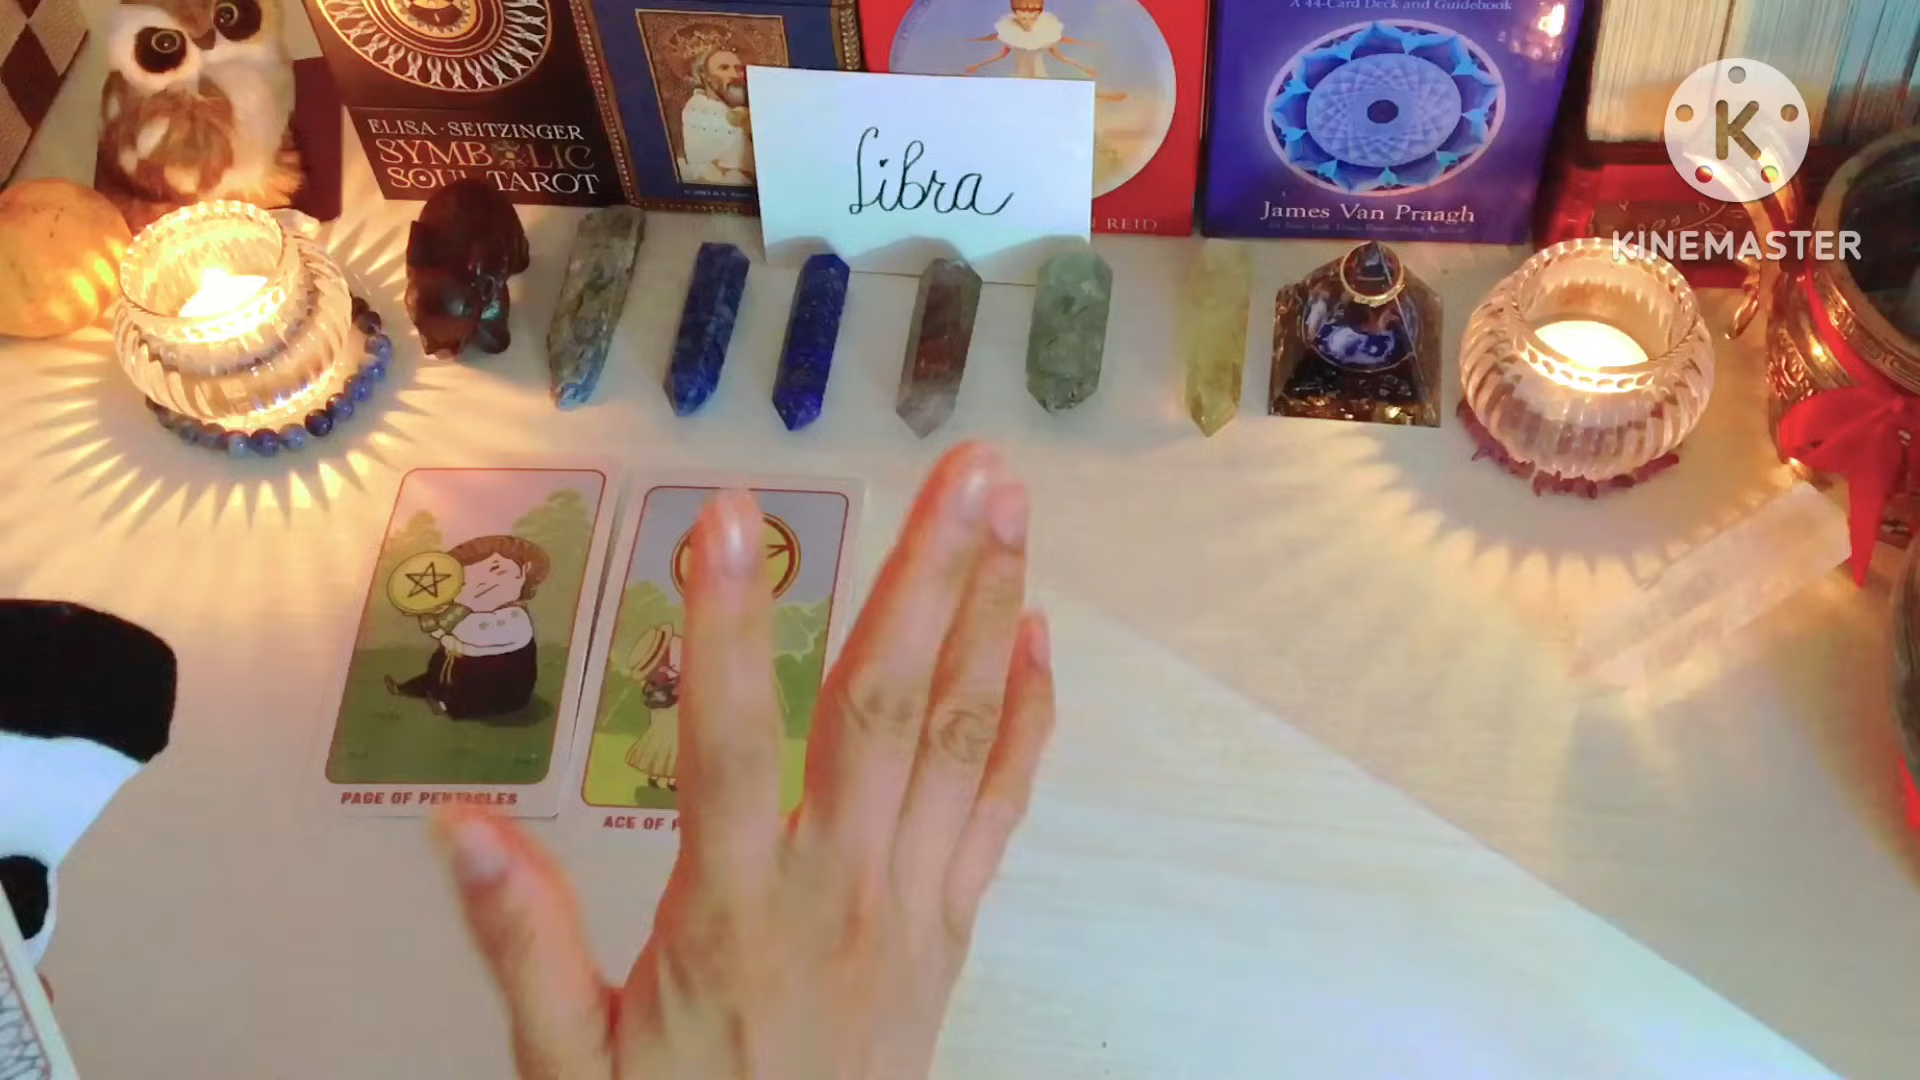 A 44-Card Deck and Guidebook
ELISA · SEITZINGER
SYMBOLIC
SOUL TAROT
Libra
REID
James Van Praagh
K
KINEMASTER
PAGE OF PENTACLES
ACE OF